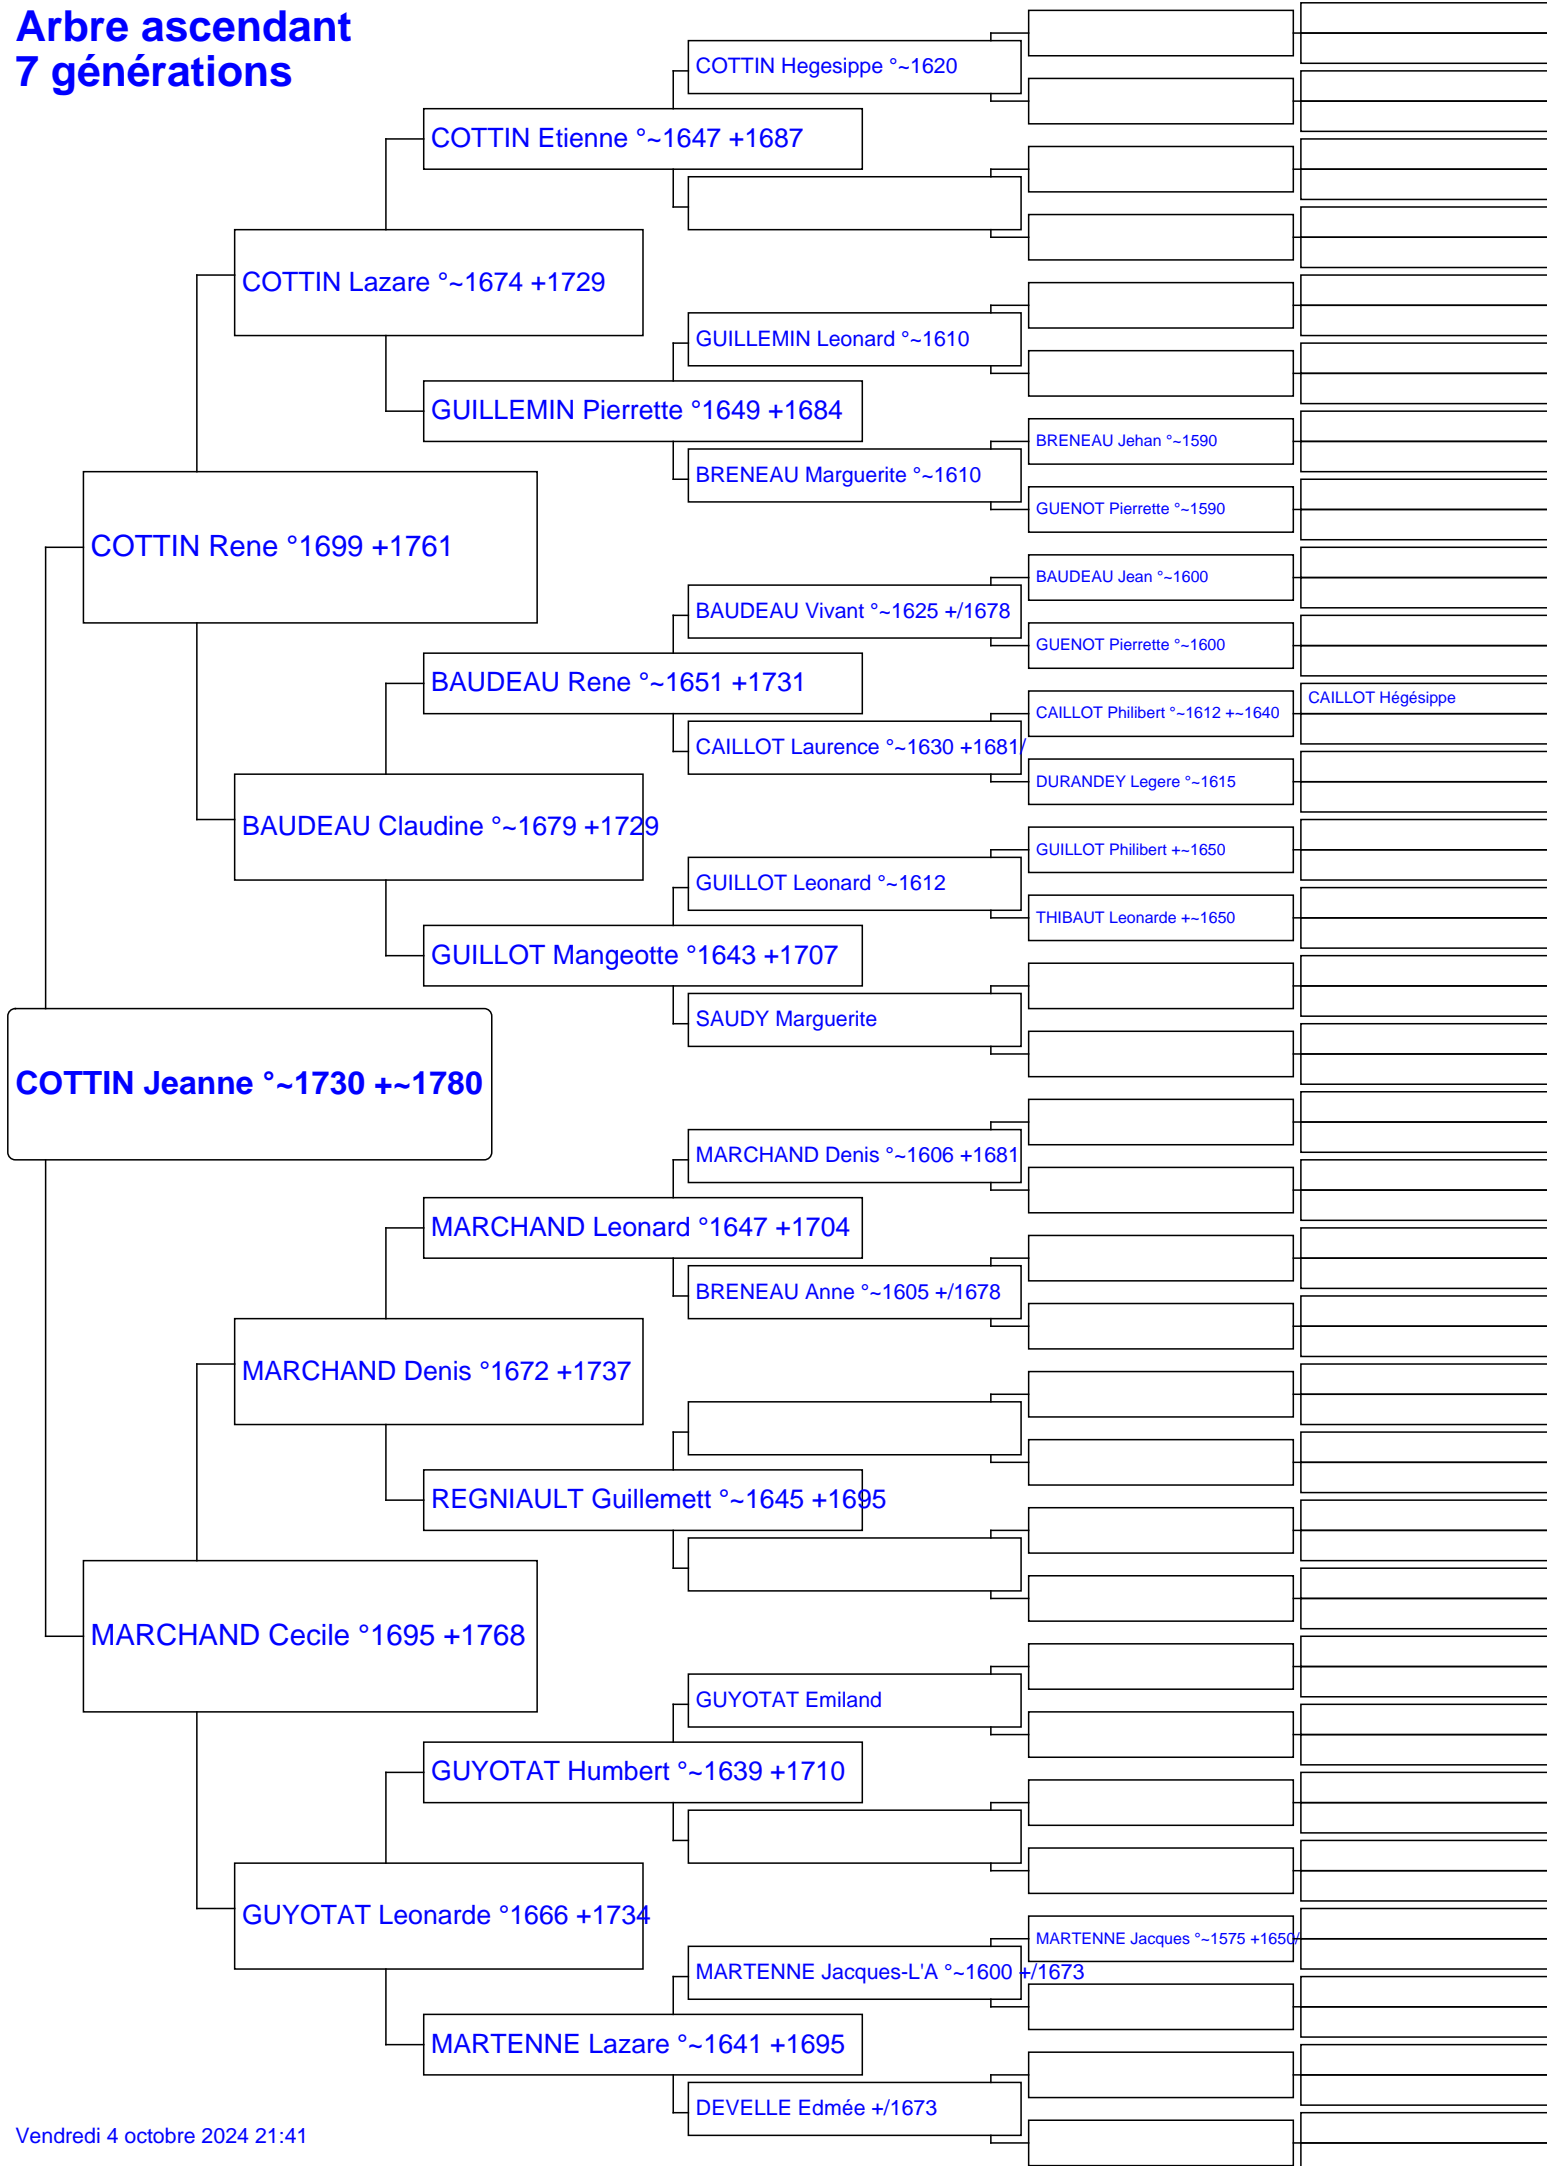 Arbre ascendant
7 générations
COTTIN Hegesippe °~1620
COTTIN Etienne °~1647 +1687
COTTIN Lazare °~1674 +1729
GUILLEMIN Leonard °~1610
GUILLEMIN Pierrette °1649 +1684
BRENEAU Jehan °~1590
BRENEAU Marguerite °~1610
GUENOT Pierrette °~1590
COTTIN Rene °1699 +1761
BAUDEAU Jean °~1600
BAUDEAU Vivant °~1625 +/1678
GUENOT Pierrette °~1600
BAUDEAU Rene °~1651 +1731
CAILLOT Hégésippe
CAILLOT Philibert °~1612 +~1640
CAILLOT Laurence °~1630 +1681/
DURANDEY Legere °~1615
BAUDEAU Claudine °~1679 +1729
GUILLOT Philibert +~1650
GUILLOT Leonard °~1612
THIBAUT Leonarde +~1650
GUILLOT Mangeotte °1643 +1707
SAUDY Marguerite
COTTIN Jeanne °~1730 +~1780
MARCHAND Denis °~1606 +1681
MARCHAND Leonard °1647 +1704
BRENEAU Anne °~1605 +/1678
MARCHAND Denis °1672 +1737
REGNIAULT Guillemett °~1645 +1695
MARCHAND Cecile °1695 +1768
GUYOTAT Emiland
GUYOTAT Humbert °~1639 +1710
GUYOTAT Leonarde °1666 +1734
MARTENNE Jacques °~1575 +1650/
MARTENNE Jacques-L'A °~1600 +/1673
MARTENNE Lazare °~1641 +1695
DEVELLE Edmée +/1673
Vendredi 4 octobre 2024 21:41